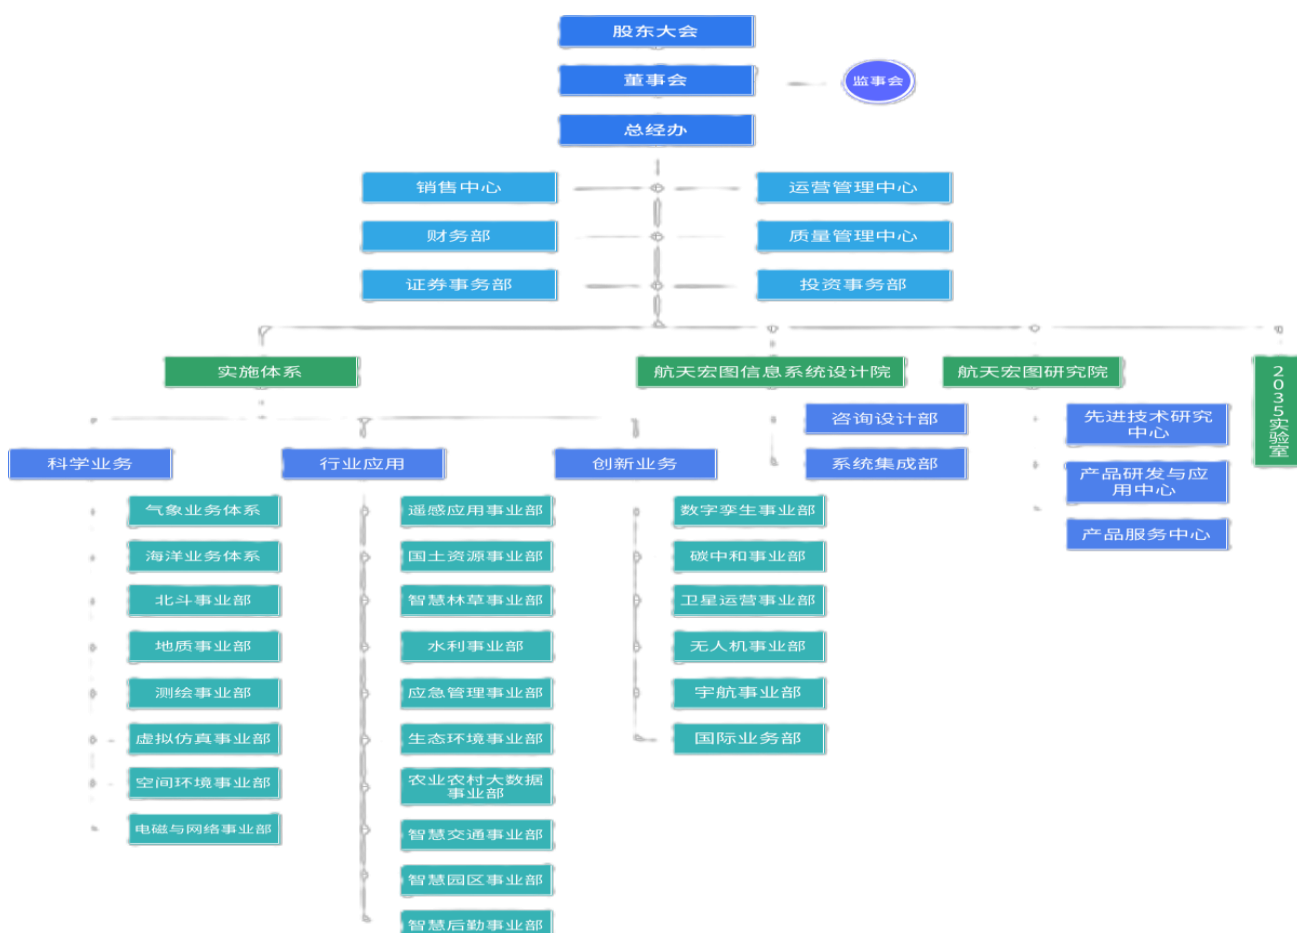 股东大会
董事会
监事会
总经办
销售中心
运营管理中心
财务部
质量管理中心
证券事务部
投资事务部
实施体系
航天宏图信息系统设计院
航天宏图研究院
2035实验室
咨询设计部
系统集成部
先进技术研究
中心
产品研发与应
用中心
产品服务中心
科学业务
行业应用
创新业务
气象业务体系
海洋业务体系
北斗事业部
地质事业部
测绘事业部
虚拟仿真事业部
空间环境事业部
电磁与网络事业部
遥感应用事业部
国土资源事业部
智慧林草事业部
水利事业部
应急管理事业部
生态环境事业部
农业农村大数据
事业部
智慧交通事业部
智慧园区事业部
智慧后勤事业部
数字孪生事业部
碳中和事业部
卫星运营事业部
无人机事业部
宇航事业部
国际业务部